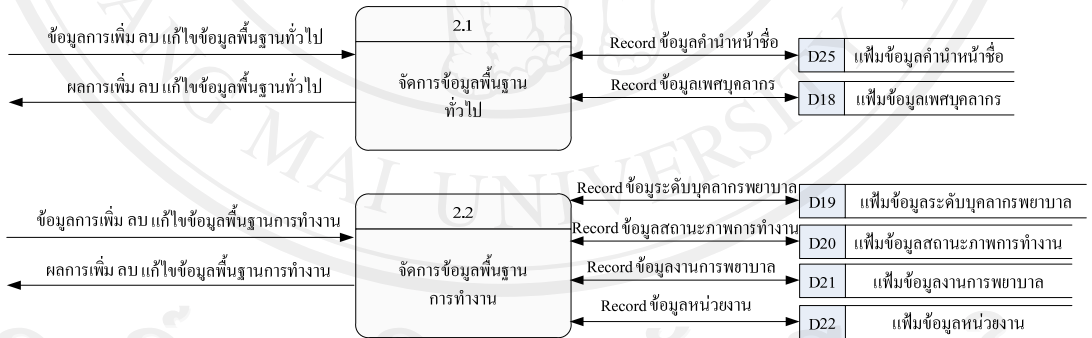 2.1
ข้อมูลการเพิ่ม ลบ แก้ไขข้อมูลพื้นฐานทั่วไป
ผลการเพิ่ม ลบ แก้ไขข้อมูลพื้นฐานทั่วไป
จัดการข้อมูลพื้นฐาน
ทั่วไป
Record ข้อมูลคำนำหน้าชื่อ
D25 แฟ้มข้อมูลคำนำหน้าชื่อ
Record ข้อมูลเพศบุคลากร
D18 แฟ้มข้อมูลเพศบุคลากร
MAI UNIVERSITY
2.2
ข้อมูลการเพิ่ม ลบ แก้ไขข้อมูลพื้นฐานการทำงาน
ผลการเพิ่ม ลบ แก้ไขข้อมูลพื้นฐานการทำงาน
จัดการข้อมูลพื้นฐาน
การทำงาน
Record ข้อมูระดับบุคลากรพยาบาล
D19 แฟ้มข้อมูลระดับบุคลากรพยาบาล
Record ข้อมูลสถานะภาพการทำงาน
D20 แฟ้มข้อมูลสถานะภาพการทำงาน
Record ข้อมูลงานการพยาบาล
D21 แฟ้มข้อมูลงานการพยาบาล
Record ข้อมูลหน่วยงาน
D22 แฟ้มข้อมูลหน่วยงาน